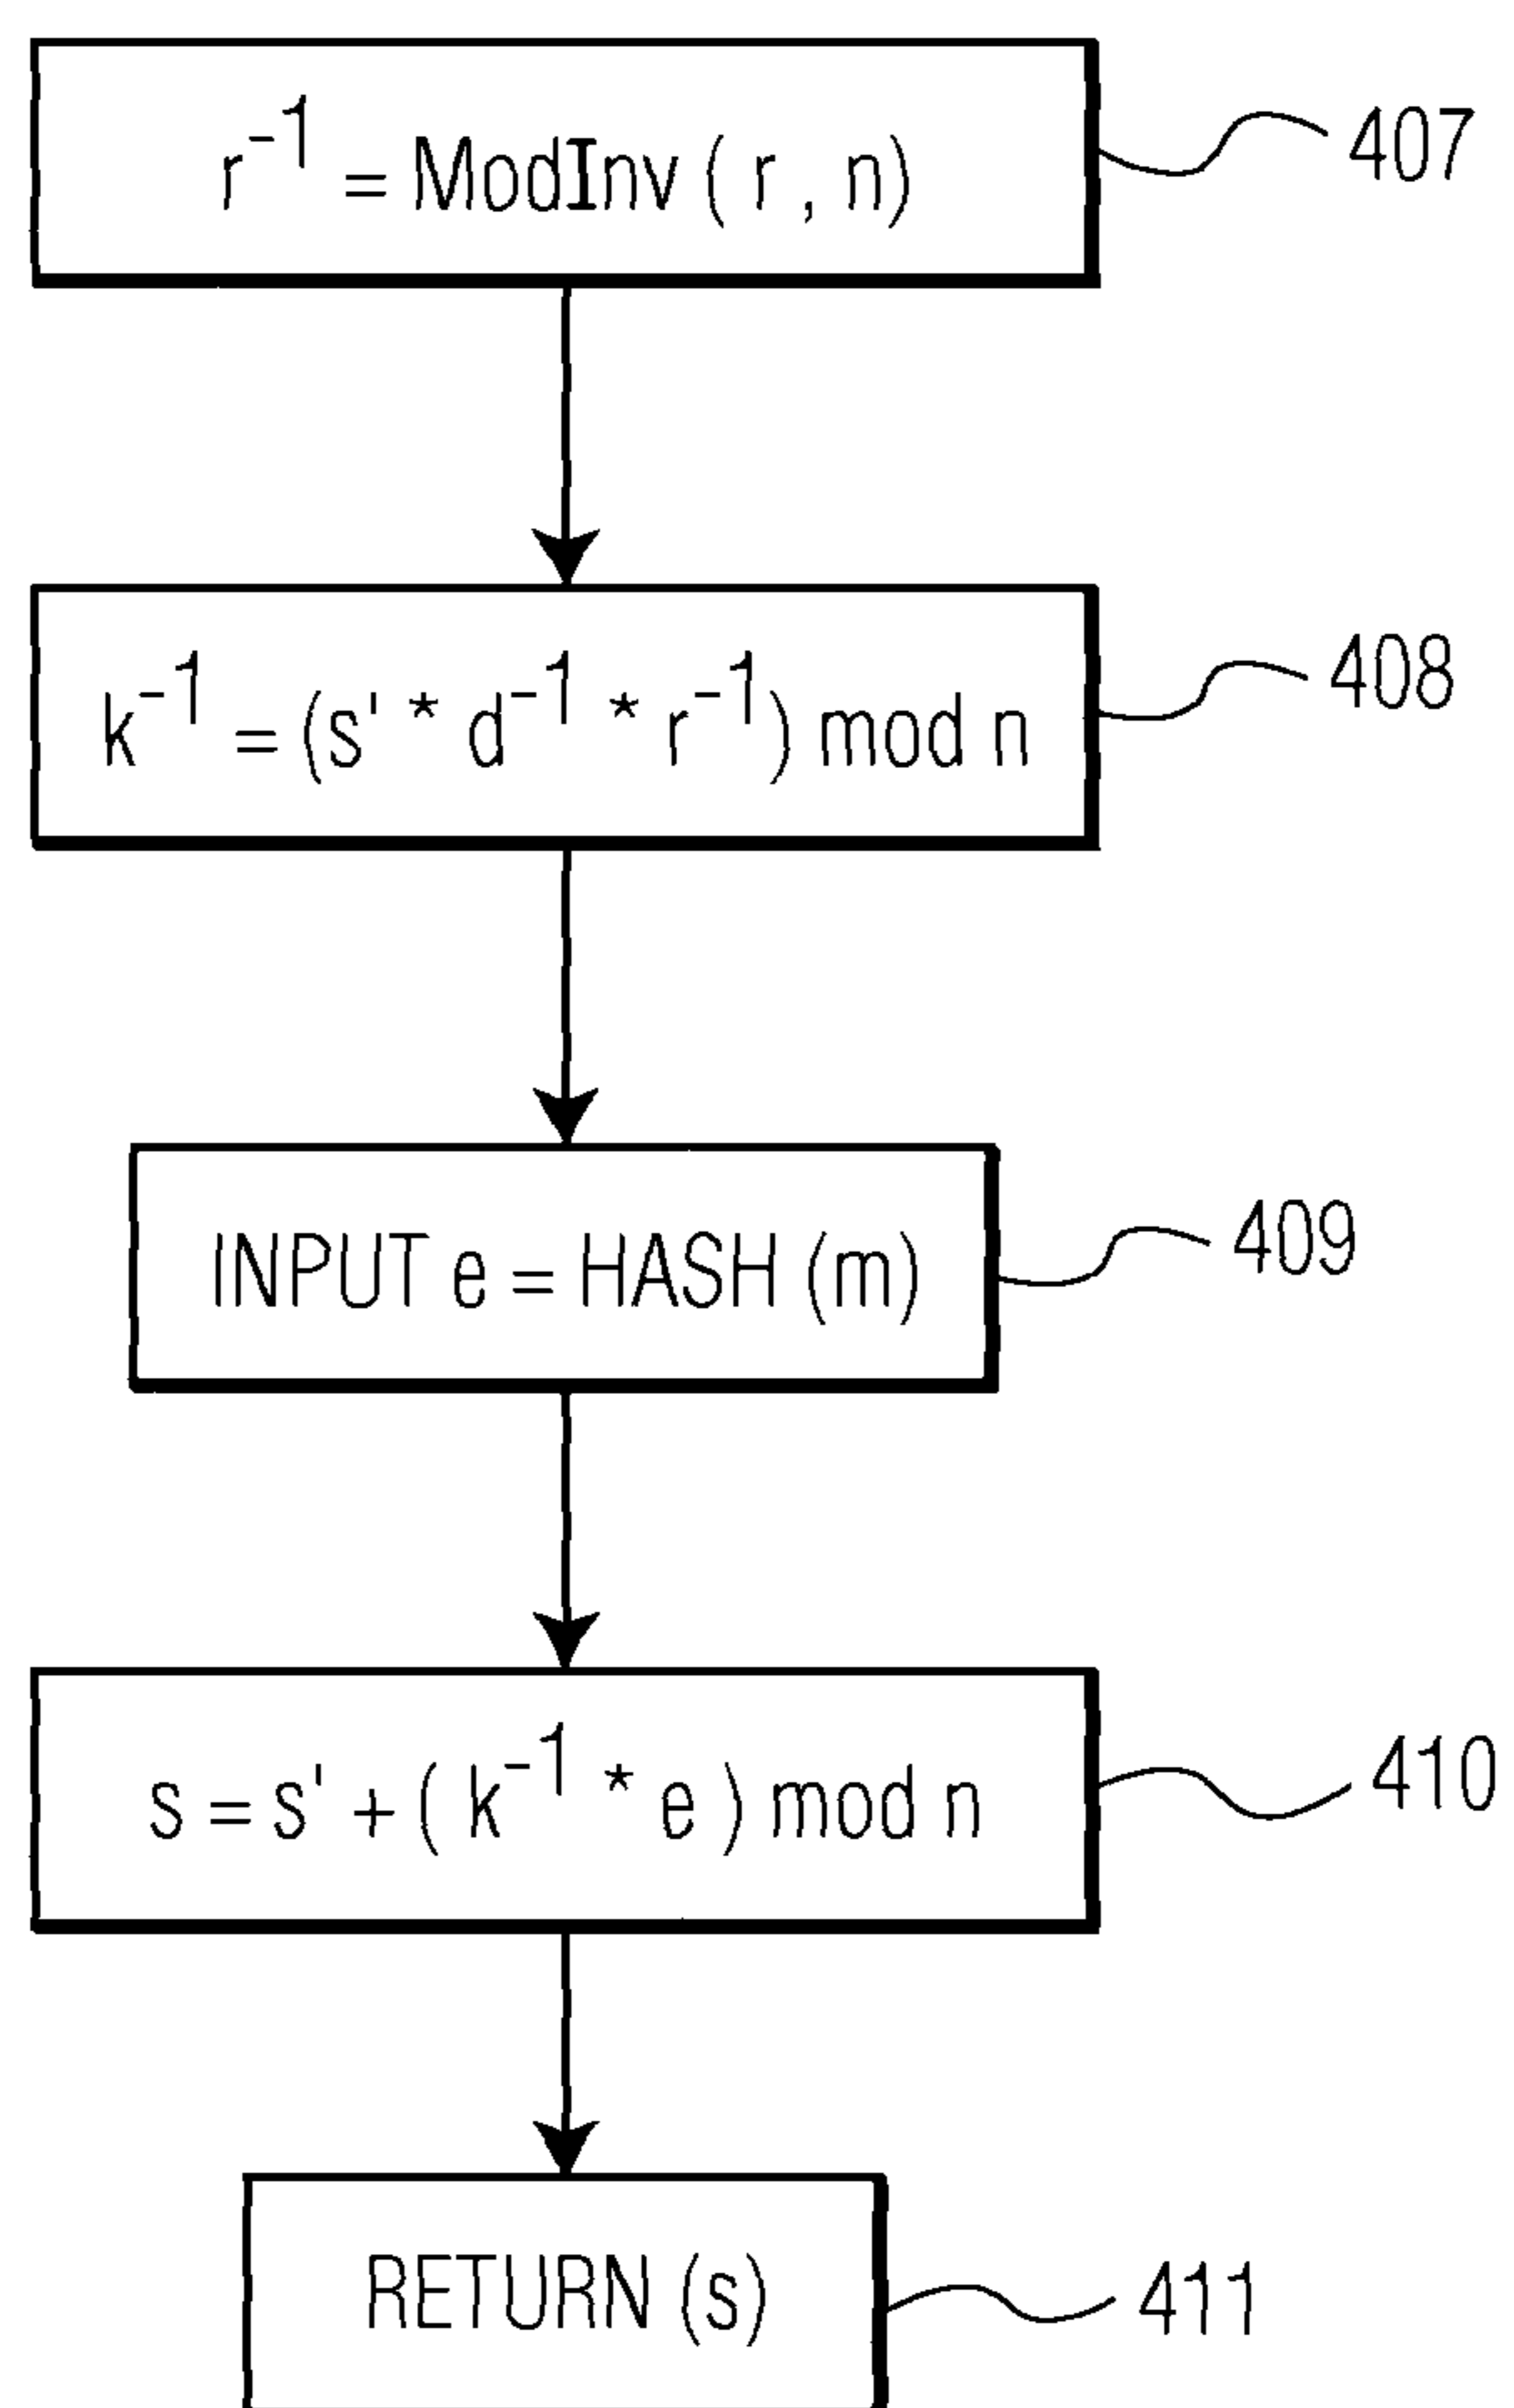 r⁻¹ = ModInv ( r , n) 407
k⁻¹ = (s' * d⁻¹ * r⁻¹) mod n 408
INPUT e = HASH (m) 409
s = s' + ( k⁻¹ * e ) mod n 410
RETURN (s) 411